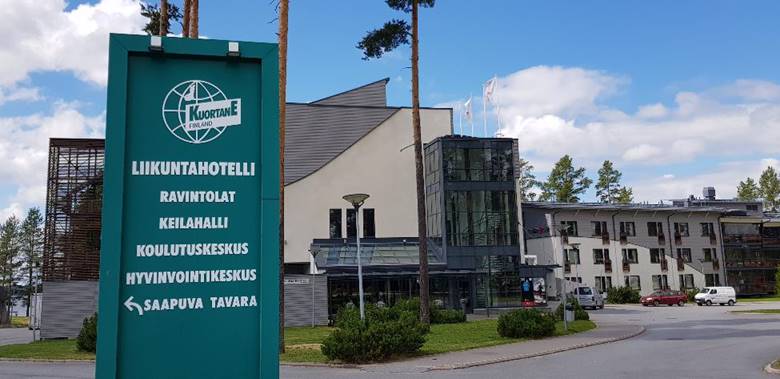 KUORTANE
FINLAND
LIIKUNTAHOTELLI
RAVINTOLAT
KEILAHALLI
KOULUTUSKESKUS
HYVINVOINTIKESKUS
SAAPUVA TAVARA